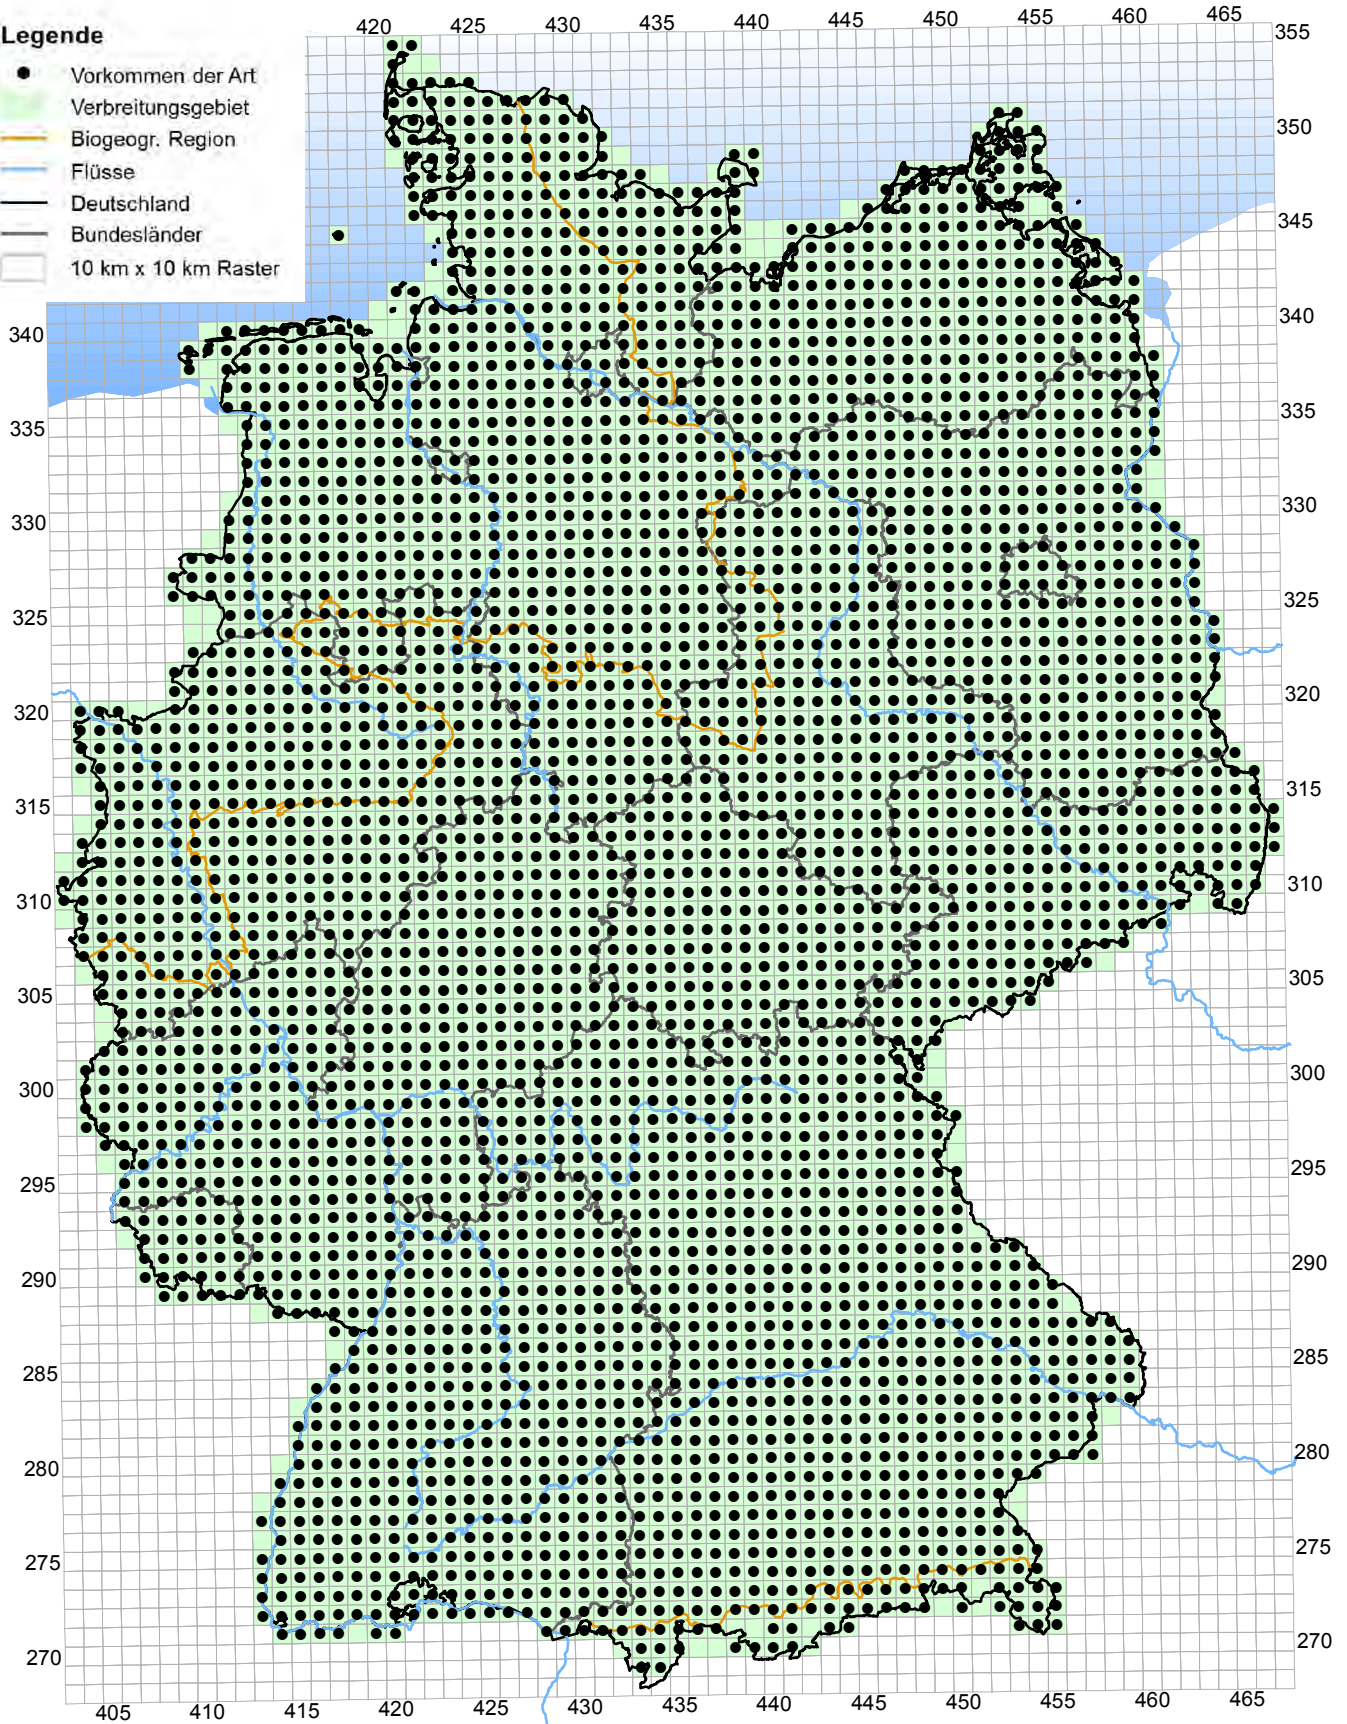 Legende
Vorkommen der Art
Verbreitungsgebiet
Biogeogr. Region
Flüsse
Deutschland
Bundesländer
10 km x 10 km Raster
420 425 430 435 440 445 450 455 460 465
355
350
345
340 340
335 335
330 330
325 325
320 320
315 315
310 310
305 305
300 300
295 295
290 290
285 285
280 280
275 275
270 270
405 410 415 420 425 430 435 440 445 450 455 460 465